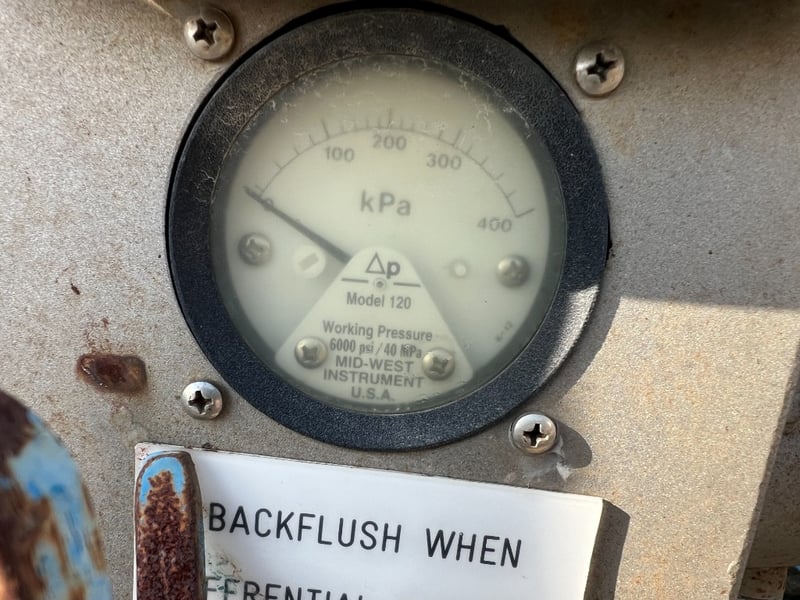 200
100 300
0 400
kPa
Δp
Model 120
Working Pressure
6000 psi / 40 MPa
MID-WEST
INSTRUMENT
U.S.A.
BACKFLUSH WHEN